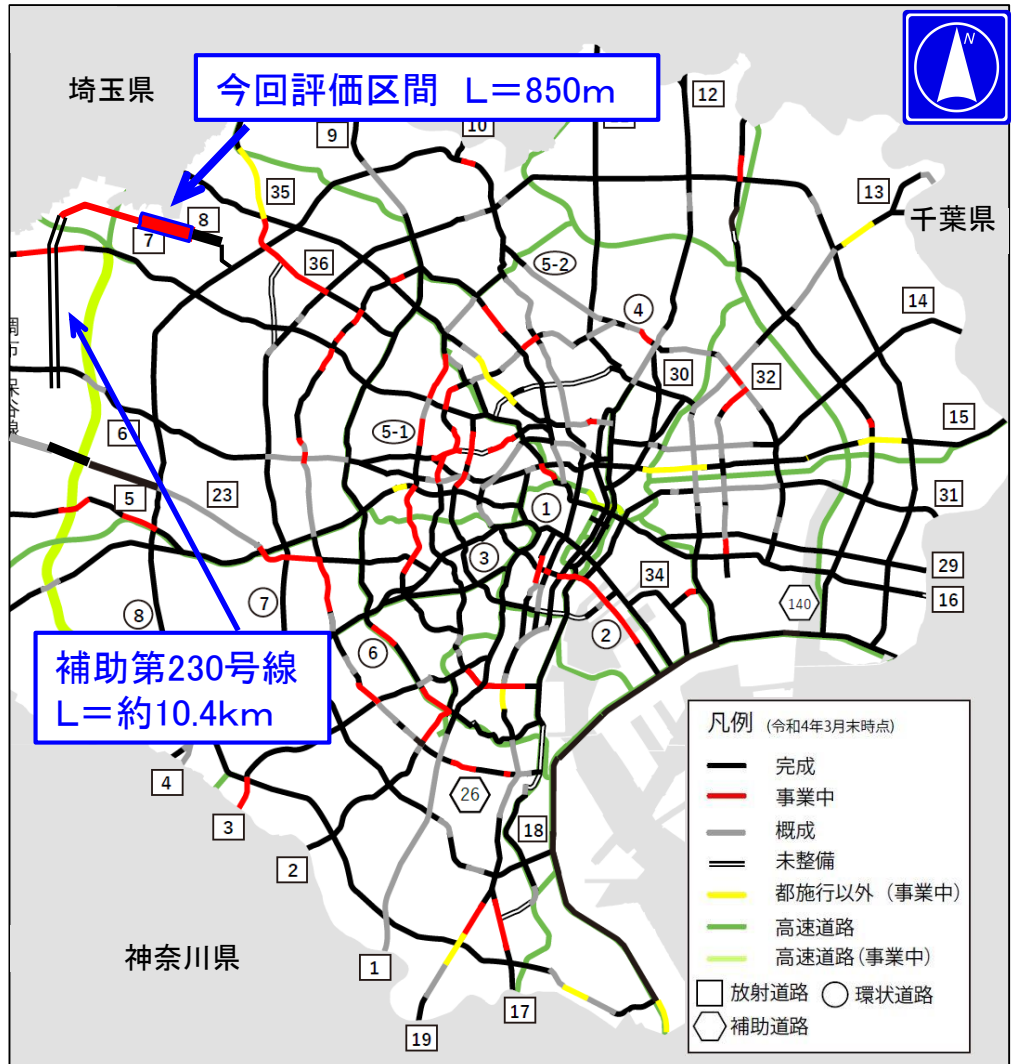 N
埼玉県
今回評価区間 L=850m
12
9
10
13
35
8
千葉県
7
36
5-2
14
4
30
32
15
5-1
6
31
23
5
1
3
29
34
16
140
8
7
2
6
補助第230号線
L=約10.4km
凡例 (令和4年3月末時点)
完成
事業中
概成
未整備
都施行以外 (事業中)
高速道路
高速道路(事業中)
放射道路 環状道路
補助道路
4
26
3
18
2
神奈川県
1
17
19